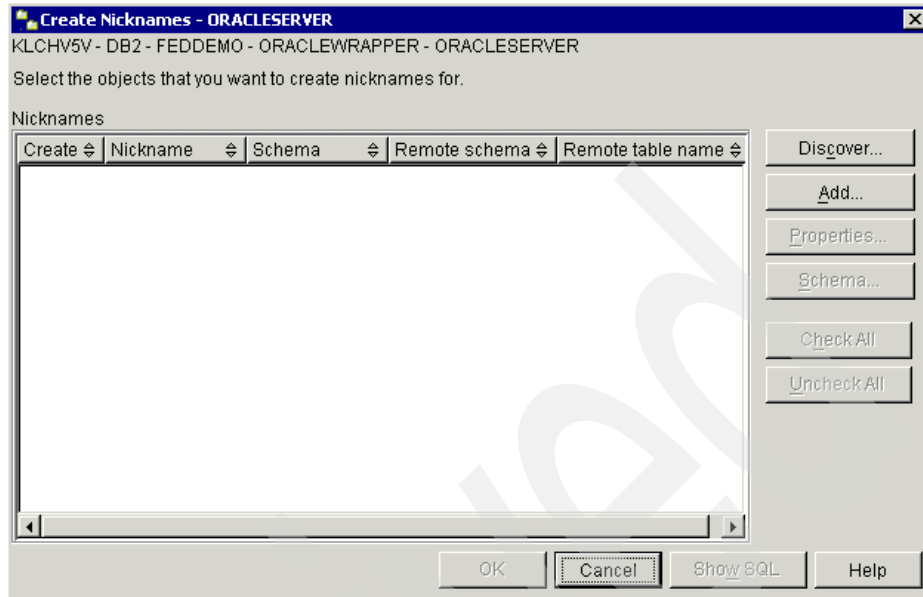 Create Nicknames - ORACLESERVER
KLCHV5V - DB2 - FEDDEMO - ORACLEWRAPPER - ORACLESERVER
Select the objects that you want to create nicknames for.
Nicknames
Create Nickname Schema Remote schema Remote table name
Discover...
Add...
Properties...
Schema...
Check All
Uncheck All
OK Cancel Show SQL Help